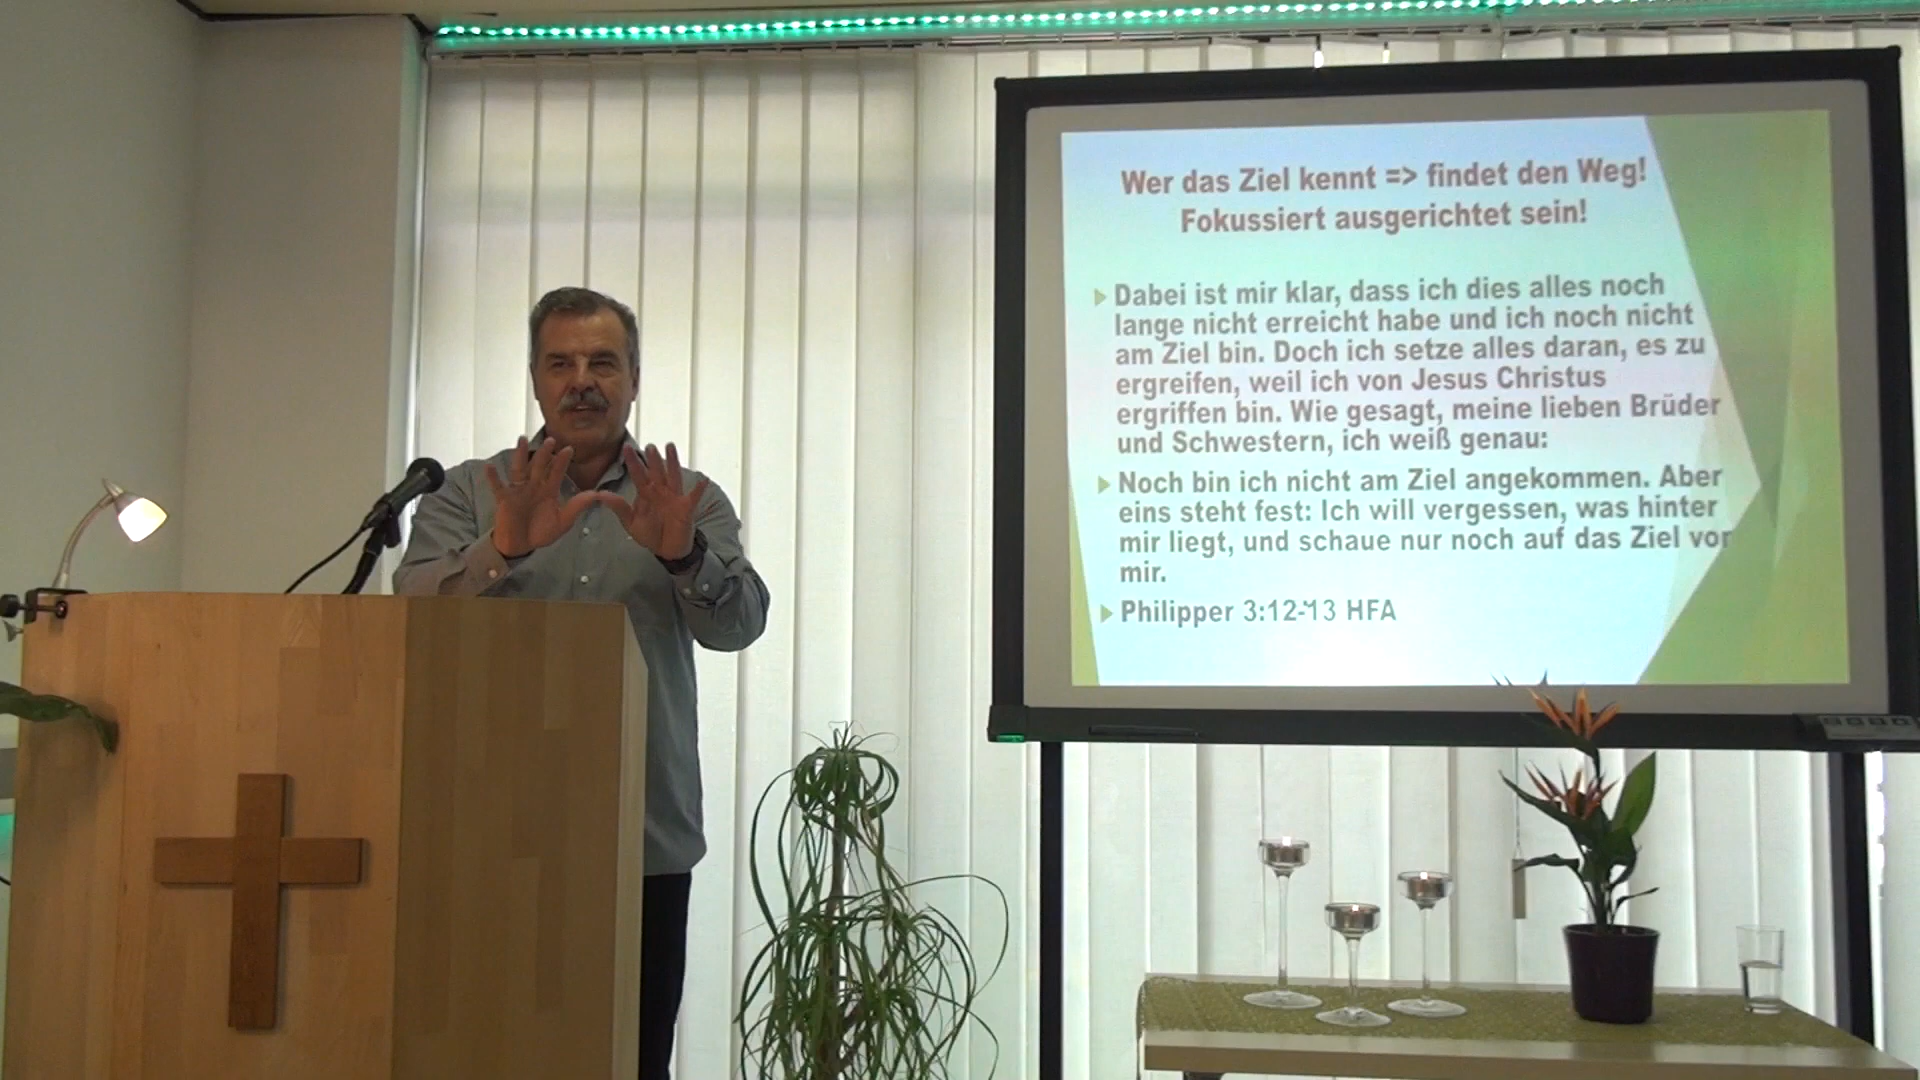 Wer das Ziel kennt => findet den Weg!
Fokussiert ausgerichtet sein!
Dabei ist mir klar, dass ich dies alles noch
lange nicht erreicht habe und ich noch nicht
am Ziel bin. Doch ich setze alles daran, es zu
ergreifen, weil ich von Jesus Christus
ergriffen bin. Wie gesagt, meine lieben Brüder
und Schwestern, ich weiß genau:
Noch bin ich nicht am Ziel angekommen. Aber
eins steht fest: Ich will vergessen, was hinter
mir liegt, und schaue nur noch auf das Ziel vor
mir.
Philipper 3:12-13 HFA